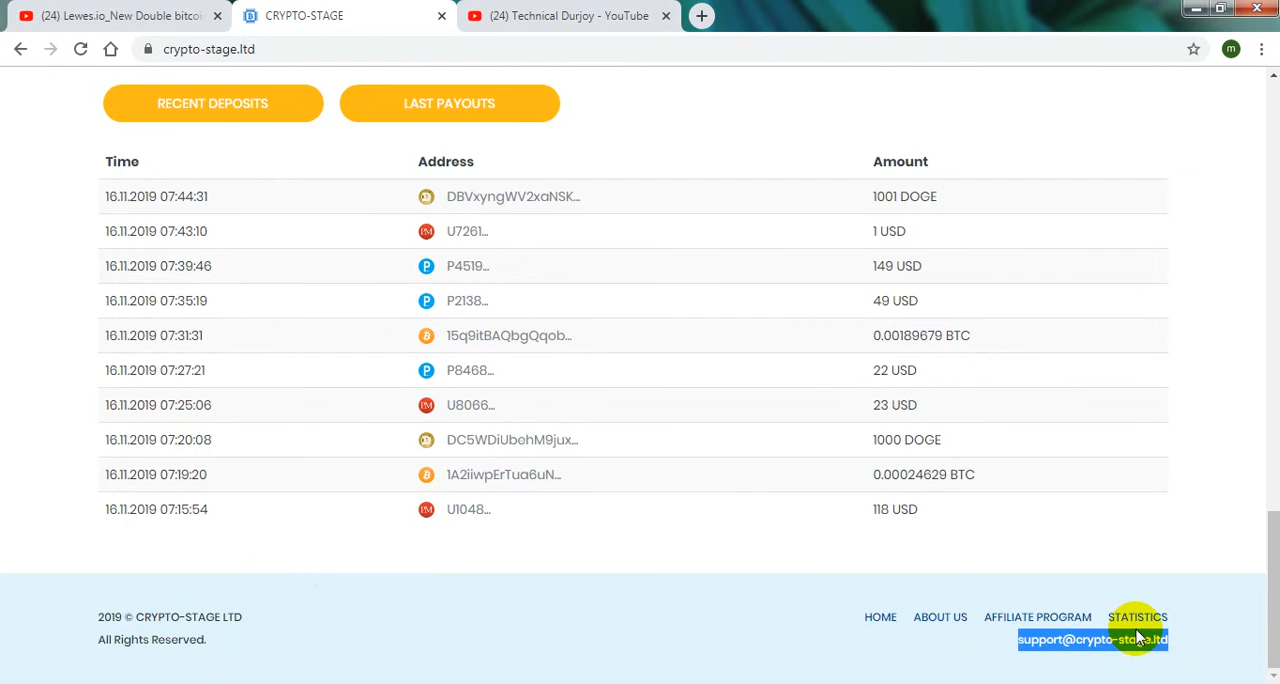 (24) Lewes.io_New Double bitcoi
CRYPTO-STAGE
(24) Technical Durjoy - YouTube
m
crypto-stage.ltd
RECENT DEPOSITS LAST PAYOUTS
Time Address Amount
16.11.2019 07:44:31 DBVxyngWV2xaNSK... 1001 DOGE
16.11.2019 07:43:10 PM U7261... 1 USD
16.11.2019 07:39:46 P P4519... 149 USD
16.11.2019 07:35:19 P P2138... 49 USD
16.11.2019 07:31:31 15q9itBAQbgQqob... 0.00189679 BTC
16.11.2019 07:27:21 P P8468... 22 USD
16.11.2019 07:25:06 PM U8066... 23 USD
16.11.2019 07:20:08 DC5WDiUbehM9jux... 1000 DOGE
16.11.2019 07:19:20 1A2iiwpErTua6uN... 0.00024629 BTC
16.11.2019 07:15:54 PM U1048... 118 USD
2019 © CRYPTO-STAGE LTD HOME ABOUT US AFFILIATE PROGRAM STATISTICS
All Rights Reserved. support@crypto-stage.ltd